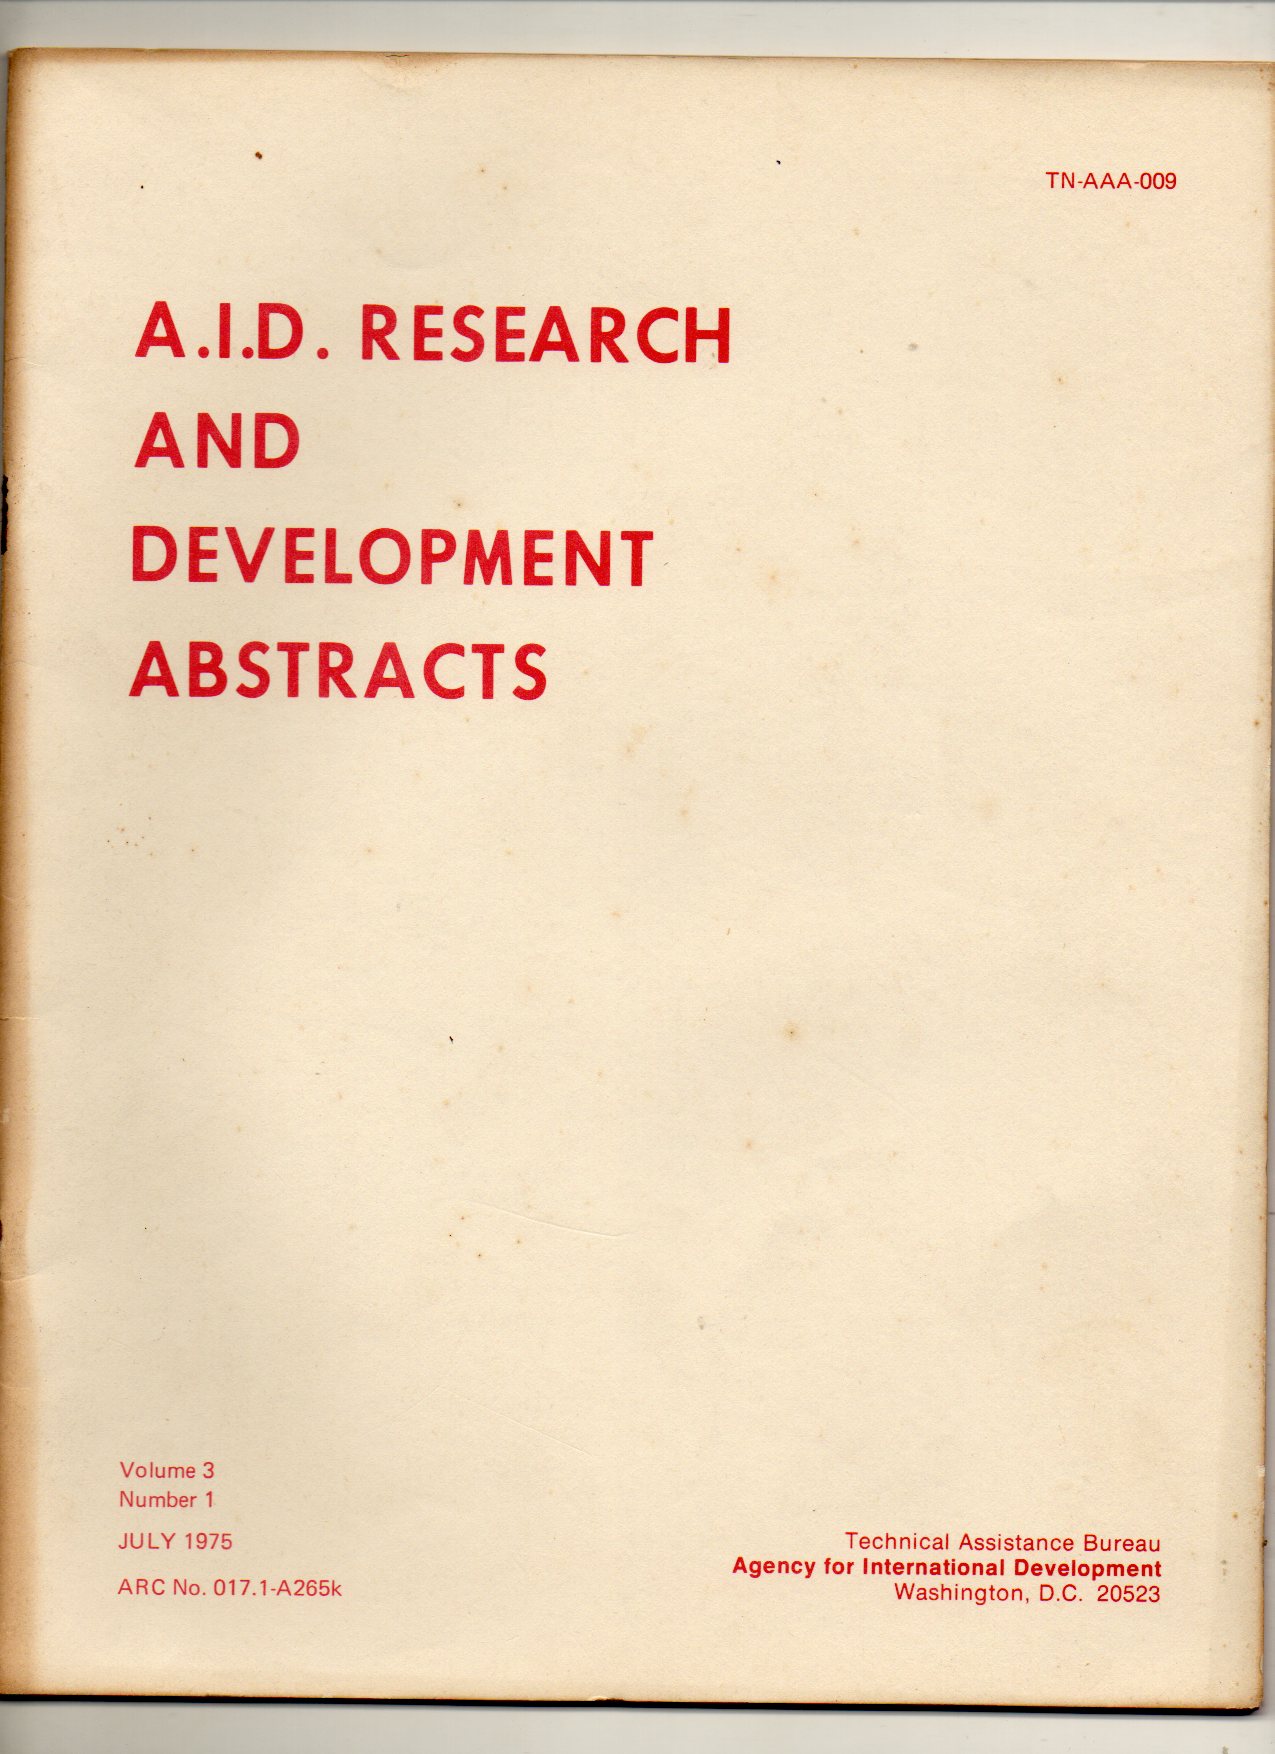 TN-AAA-009
A.I.D. RESEARCH
AND
DEVELOPMENT
ABSTRACTS
Volume 3
Number 1
JULY 1975
ARC No. 017.1-A265k
Technical Assistance Bureau
Agency for International Development
Washington, D.C. 20523